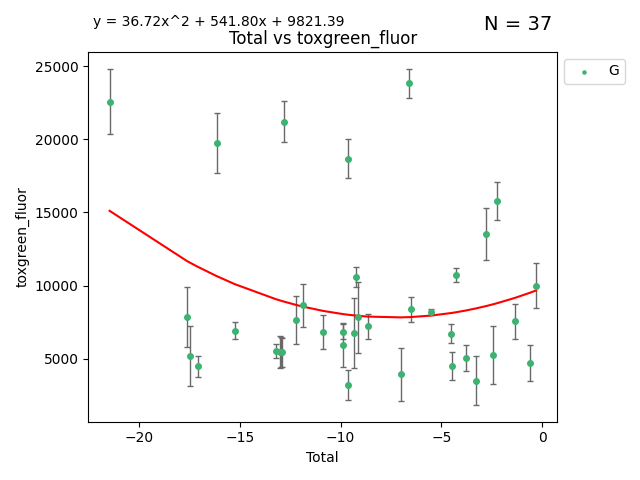 y = 36.72x^2 + 541.80x + 9821.39
N = 37
Total vs toxgreen_fluor
G
25000
20000
15000
10000
5000
toxgreen_fluor
−20
−15
−10
−5
0
Total